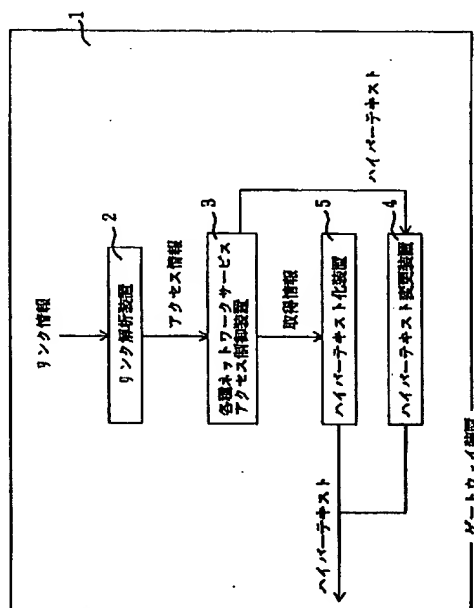 1
リンク情報
2
リンク解析装置
アクセス情報
3
各種ネットワークサービス
アクセス制御装置
取得情報
ハイパーテキスト
5
ハイパーテキスト化装置
4
ハイパーテキスト変更装置
ハイパーテキスト
ゲートウェイ装置